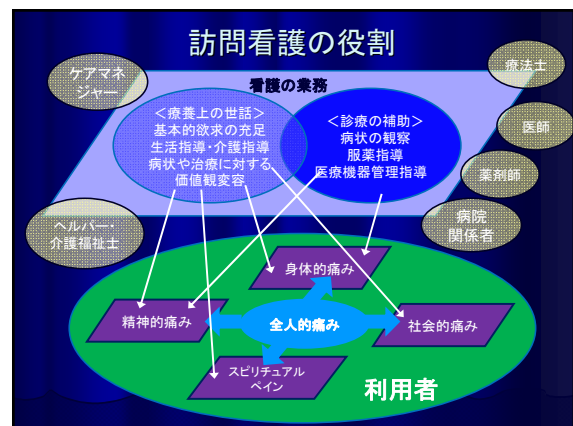 訪問看護の役割
ケアマネ
ジャー
看護の業務
療法士
＜療養上の世話＞
基本的欲求の充足
生活指導・介護指導
病状や治療に対する
価値観変容
＜診療の補助＞
病状の観察
服薬指導
医療機器管理指導
医師
薬剤師
病院
関係者
ヘルパー・
介護福祉士
身体的痛み
精神的痛み
全人的痛み
社会的痛み
スピリチュアル
ペイン
利用者